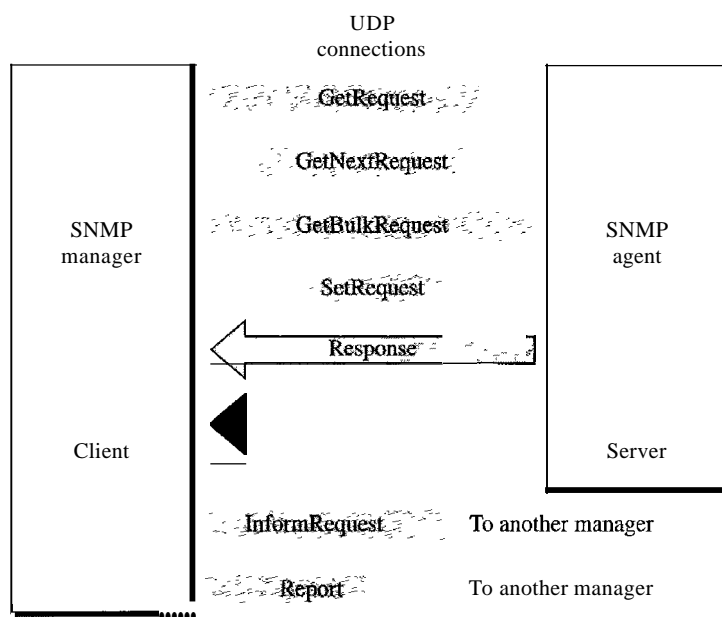 UDP
connections
GetRequest
GetNextRequest
GetBulkRequest
SNMP
manager
SNMP
agent
SetRequest
Response
Client
Server
InformRequest
To another manager
Report
To another manager